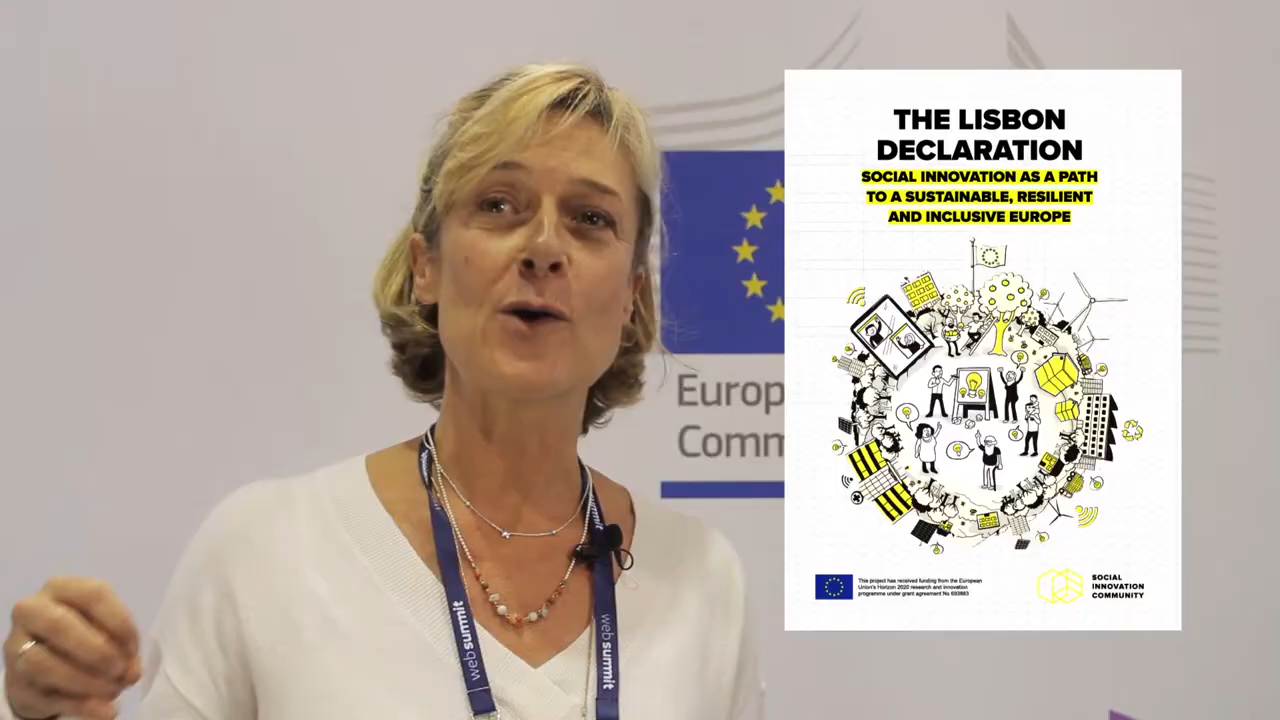 THE LISBON
DECLARATION
SOCIAL INNOVATION AS A PATH
TO A SUSTAINABLE, RESILIENT
AND INCLUSIVE EUROPE
Europ
Comm
This project has received funding from the European
Union's Horizon 2020 research and innovation
programme under grant agreement No 693883
SOCIAL
INNOVATION
COMMUNITY
websummit
websummit
summit